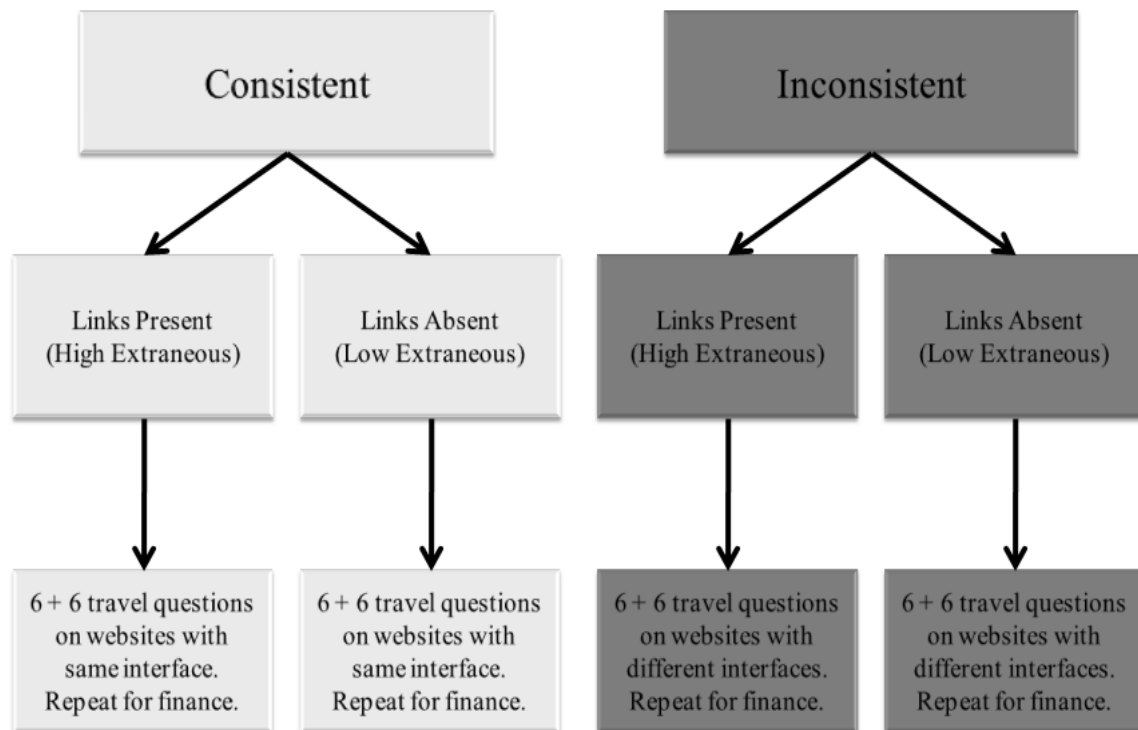 Consistent
Inconsistent
Links Present
(High Extraneous)
Links Absent
(Low Extraneous)
Links Present
(High Extraneous)
Links Absent
(Low Extraneous)
6 + 6 travel questions
on websites with
same interface.
Repeat for finance.
6 + 6 travel questions
on websites with
same interface.
Repeat for finance.
6 + 6 travel questions
on websites with
different interfaces.
Repeat for finance.
6 + 6 travel questions
on websites with
different interfaces.
Repeat for finance.